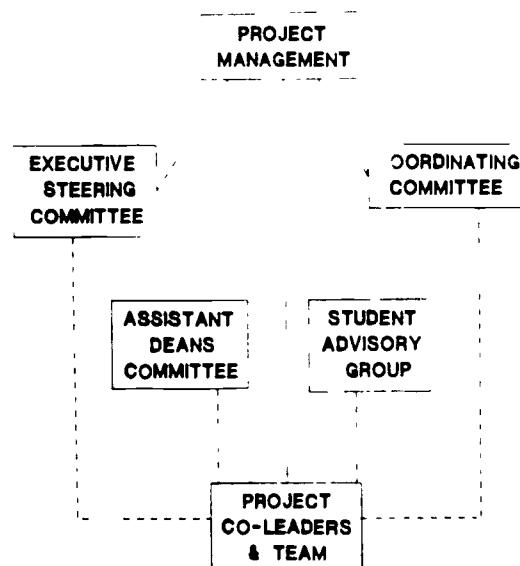 PROJECT
MANAGEMENT
EXECUTIVE
STEERING
COMMITTEE
OORDINATING
COMMITTEE
ASSISTANT
DEANS
COMMITTEE
STUDENT
ADVISORY
GROUP
PROJECT
CO-LEADERS
& TEAM